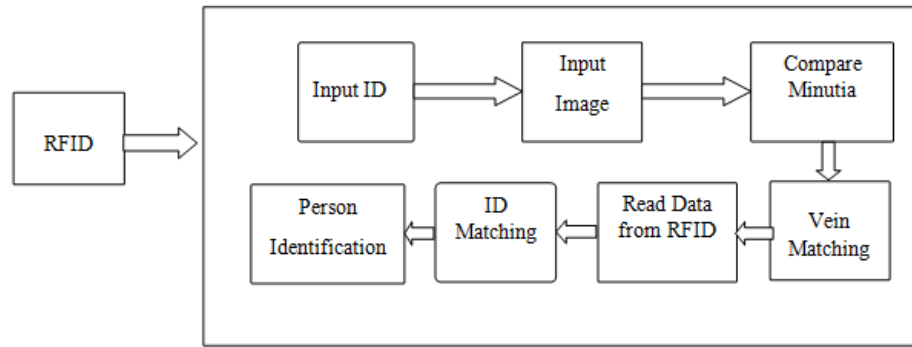 RFID
Input ID
Input
Image
Compare
Minutia
Vein
Matching
Read Data
from RFID
ID
Matching
Person
Identification